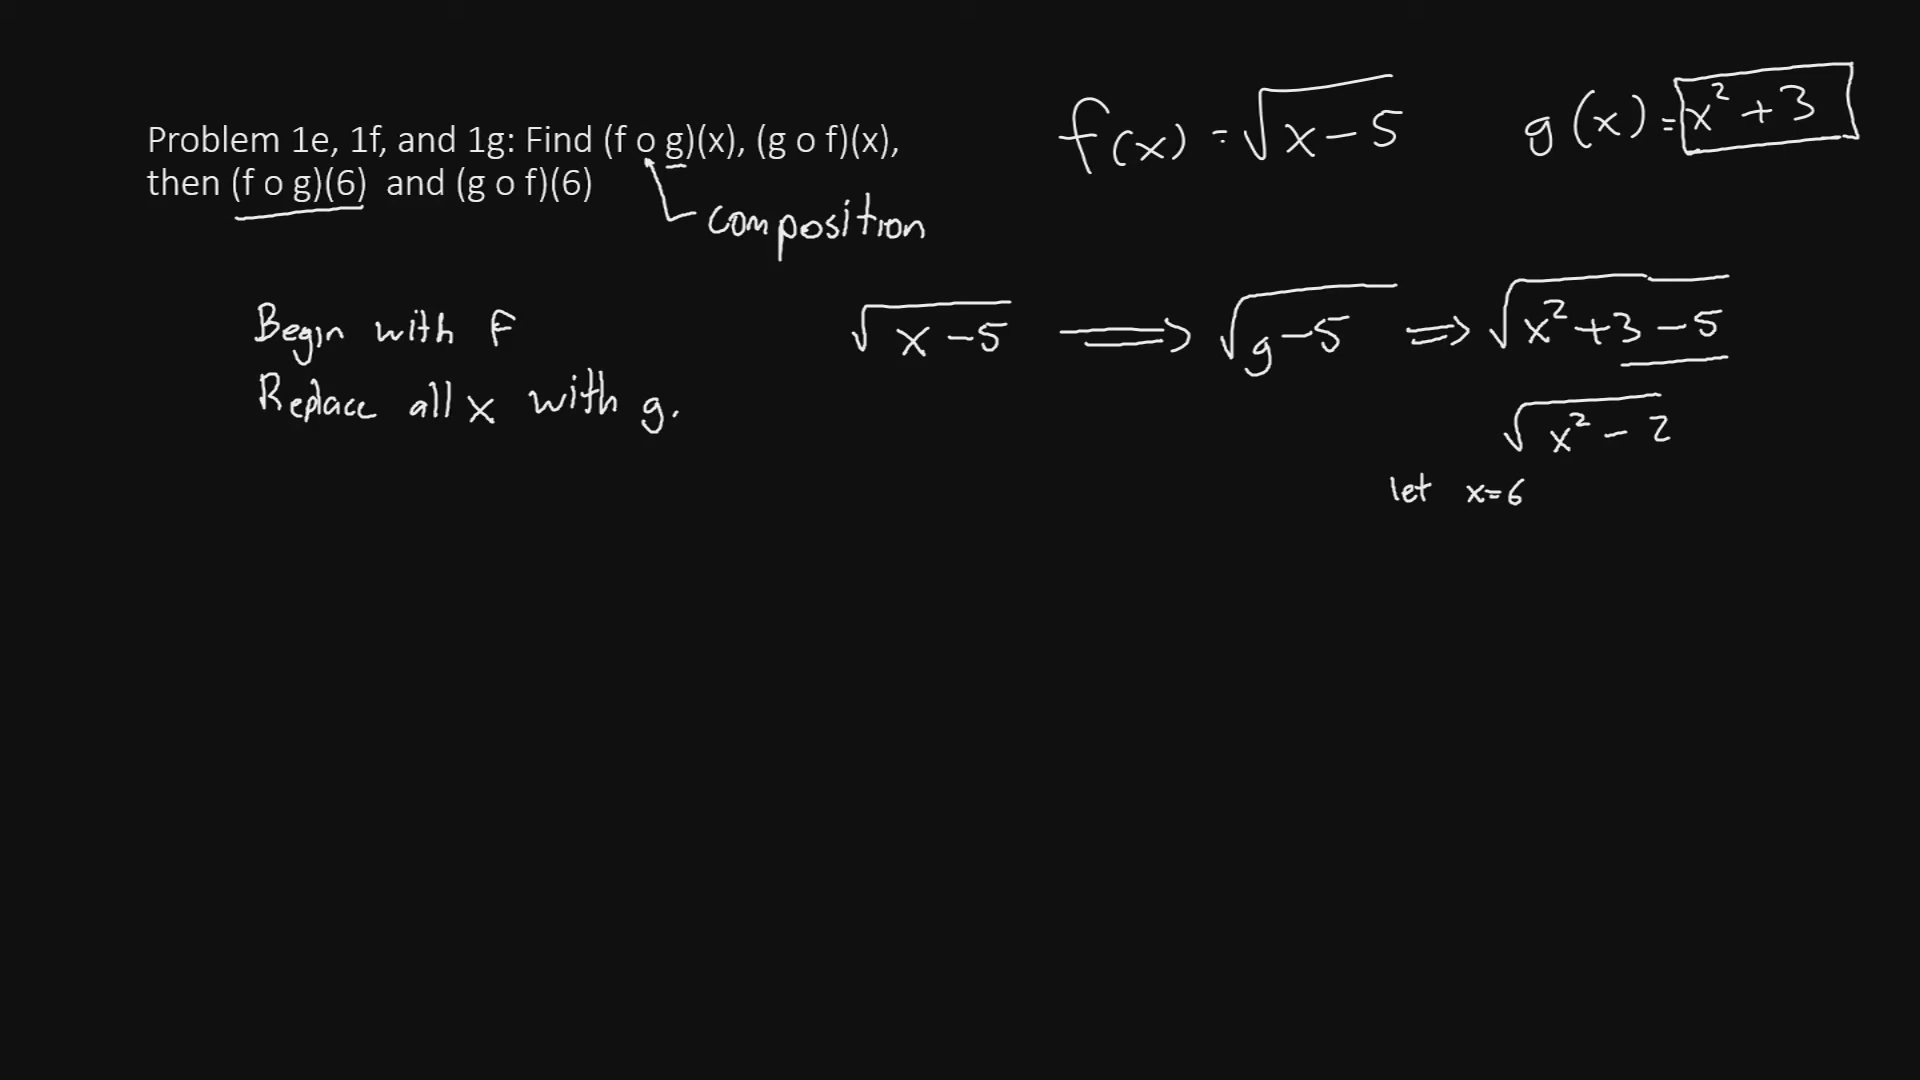 Problem 1e, 1f, and 1g: Find (f o g)(x), (g o f)(x),
then (f o g)(6) and (g o f)(6)
composition
f(x) = √x-5
g(x) = x² + 3
Begin with f
Replace all x with g.
√x-5 ⟹ √g-5 ⟹ √x²+3-5
√x²-2
let x=6